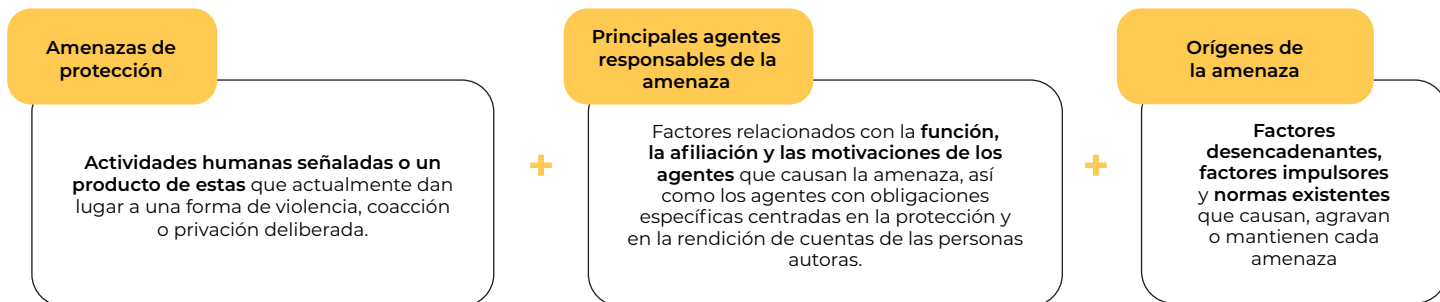 Amenazas de
protección
Actividades humanas señaladas o un
producto de estas que actualmente dan
lugar a una forma de violencia, coacción
o privación deliberada.
+
Principales agentes
responsables de la
amenaza
Factores relacionados con la función,
la afiliación y las motivaciones de los
agentes que causan la amenaza, así
como los agentes con obligaciones
específicas centradas en la protección y
en la rendición de cuentas de las personas
autoras.
+
Orígenes de
la amenaza
Factores
desencadenantes,
factores impulsores
y normas existentes
que causan, agravan
o mantienen cada
amenaza